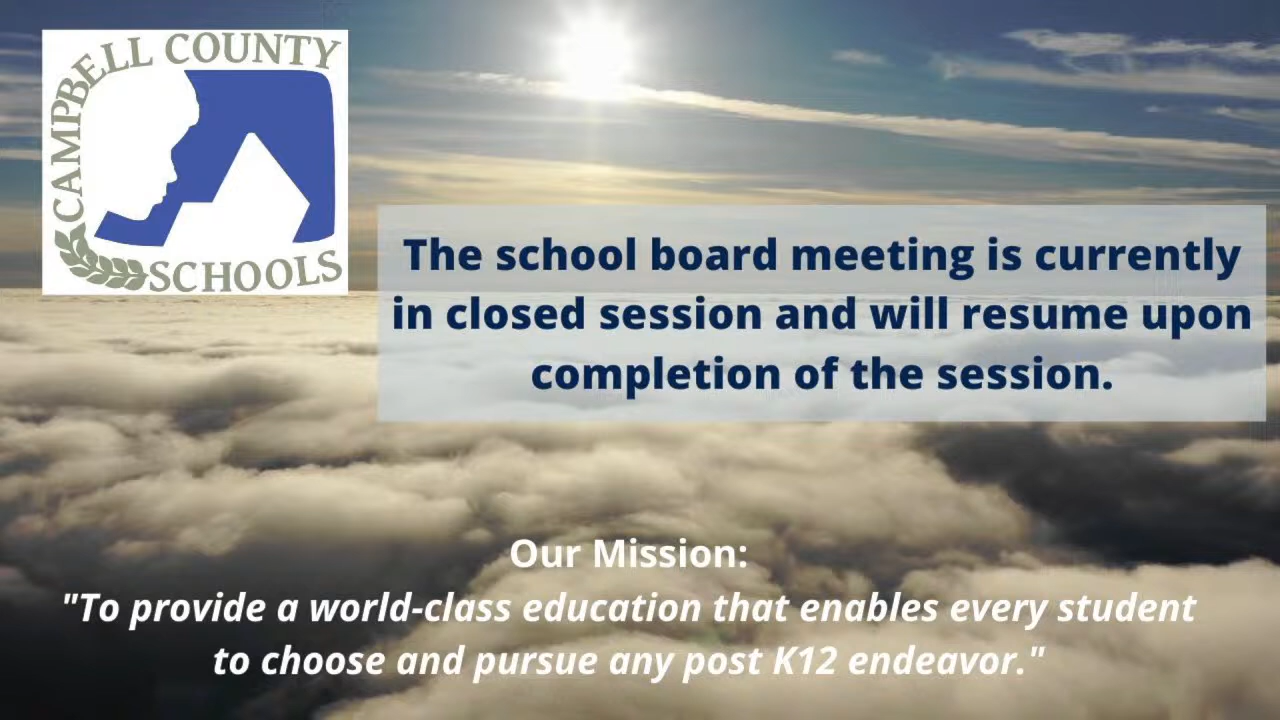 CAMPBELL COUNTY
SCHOOLS
The school board meeting is currently
in closed session and will resume upon
completion of the session.
Our Mission:
"To provide a world-class education that enables every student
to choose and pursue any post K12 endeavor."